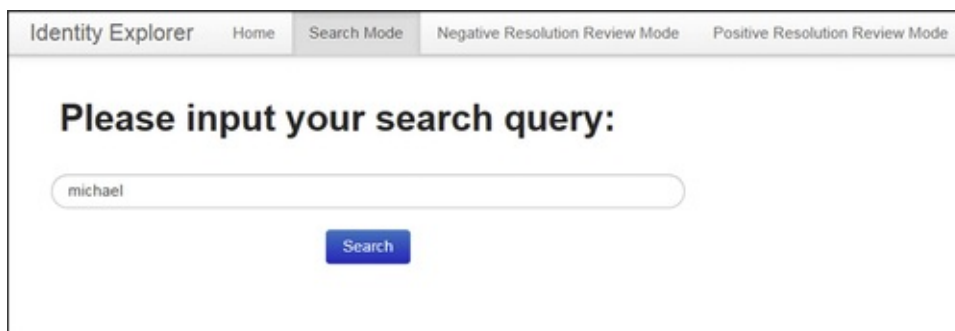 Identity Explorer Home Search Mode Negative Resolution Review Mode Positive Resolution Review Mode
Please input your search query:
michael
Search